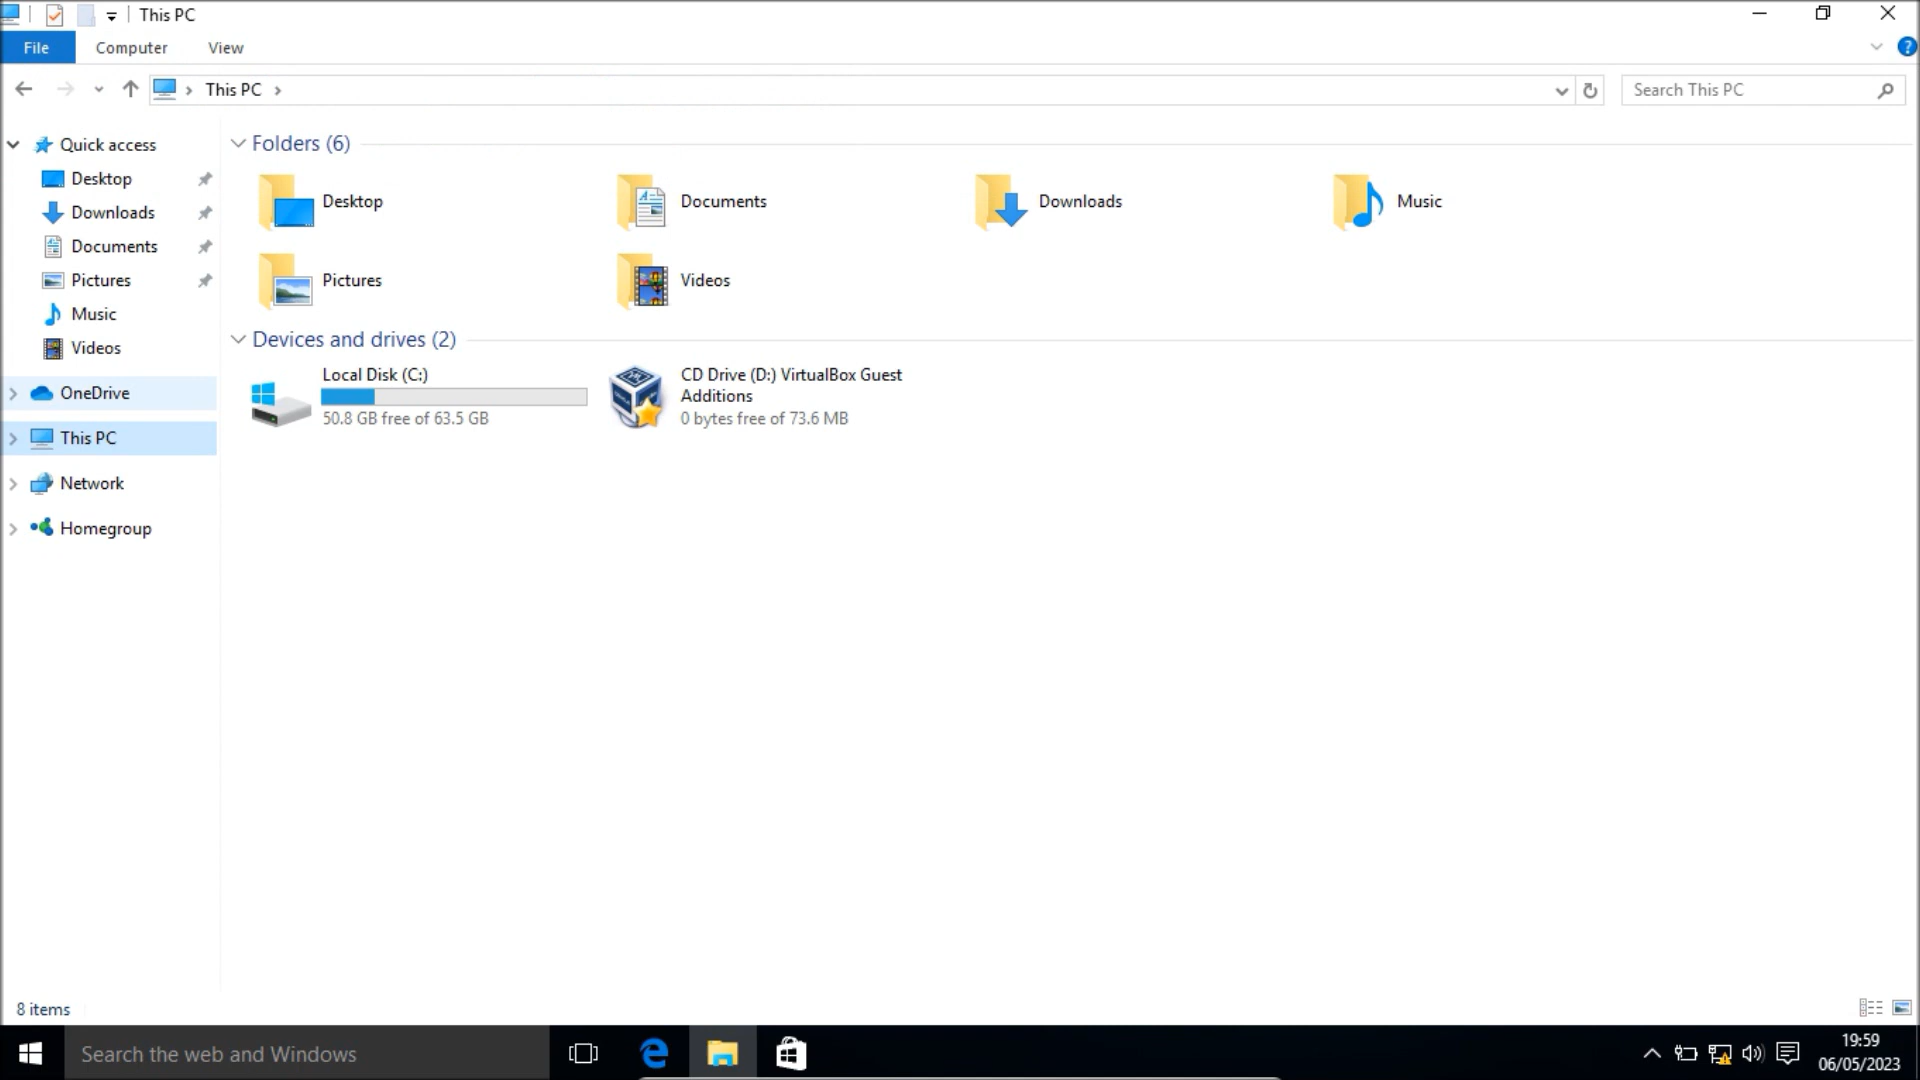 This PC
File Computer View
This PC
Search This PC
Quick access
Desktop
Downloads
Documents
Pictures
Music
Videos
OneDrive
This PC
Network
Homegroup
Folders (6)
Desktop
Documents
Downloads
Music
Pictures
Videos
Devices and drives (2)
Local Disk (C:)
50.8 GB free of 63.5 GB
CD Drive (D:) VirtualBox Guest
Additions
0 bytes free of 73.6 MB
8 items
Search the web and Windows
19:59
06/05/2023